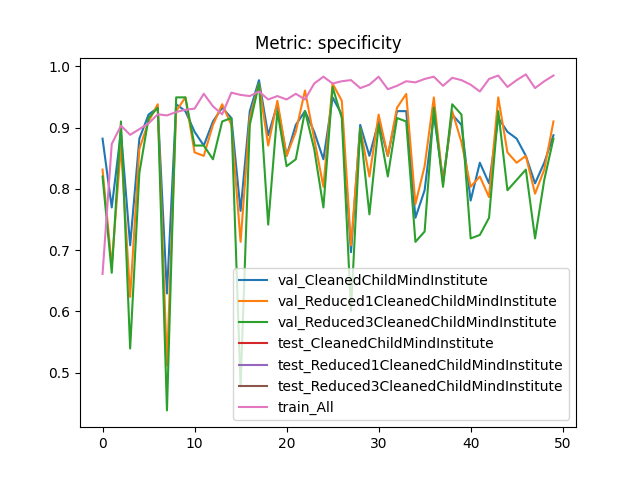 Metric: specificity
1.0
0.9
0.8
0.7
0.6
0.5
val_CleanedChildMindInstitute
val_Reduced1CleanedChildMindInstitute
val_Reduced3CleanedChildMindInstitute
test_CleanedChildMindInstitute
test_Reduced1CleanedChildMindInstitute
test_Reduced3CleanedChildMindInstitute
train_All
0 10 20 30 40 50